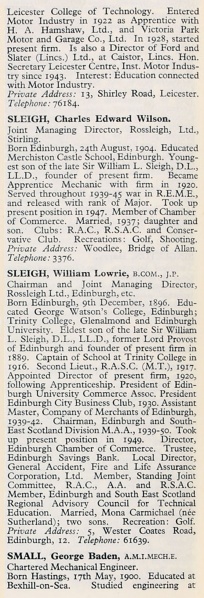 Leicester College of Technology. Entered
Motor Industry in 1922 as Apprentice with
H. A. Hamshaw, Ltd., and Victoria Park
Motor and Garage Co., Ltd. In 1928, started
present firm. Is also a Director of Ford and
Slater (Lincs.,) Ltd., at Caistor, Lincs. Hon.
Secretary Leicester Centre, Inst. Motor Indus-
try since 1943. Interest: Education connected
with Motor Industry.
Private Address: 13, Shirley Road, Leicester.
Telephone: 76184.
SLEIGH, Charles Edward Wilson.
Joint Managing Director, Rossleigh, Ltd.,
Stirling.
Born Edinburgh, 24th August, 1904. Educated
Merchiston Castle School, Edinburgh. Young-
est son of the late Sir William L. Sleigh, D.L.,
LL.D., founder of present firm. Became
Apprentice Mechanic with firm in 1920.
Served throughout 1939-45 war in R.E.M.E.,
and released with rank of Major. Took up
present position in 1947. Member of Chamber
of Commerce. Married, 1937; daughter and
son. Clubs: R.A.C., R.S.A.C. and Conser-
vative Club. Recreations: Golf, Shooting.
Private Address: Woodlee, Bridge of Allan.
Telephone: 3376.
SLEIGH, William Lowrie, B.COM., J.P.
Chairman and Joint Managing Director,
Rossleigh Ltd., Edinburgh, etc.
Born Edinburgh, 9th December, 1896. Edu-
cated George Watson's College, Edinburgh;
Trinity College, Glenalmond and Edinburgh
University. Eldest son of the late Sir William
L. Sleigh, D.L., LL.D., former Lord Provost
of Edinburgh and founder of present firm in
1889. Captain of School at Trinity College in
1916. Second Lieut., R.A.S.C. (M.T.), 1917.
Appointed Director of present firm, 1920,
following Apprenticeship. President of Edin-
burgh University Commerce Assoc. President
Edinburgh City Business Club, 1930. Assistant
Master, Company of Merchants of Edinburgh,
1939-42. Chairman, Edinburgh and South-
East Scotland Division M.A.A., 1939-50. Took
up present position in 1949. Director,
Edinburgh Chamber of Commerce. Trustee,
Edinburgh Savings Bank. Local Director,
General Accident, Fire and Life Assurance
Corporation, Ltd. Member, Standing Joint
Committee, R.A.C., A.A. and R.S.A.C.
Member, Edinburgh and South East Scotland
Regional Advisory Council for Technical
Education. Married, Mona Carmichael (née
Sutherland); two sons. Recreation: Golf.
Private Address: 5, Wester Coates Road,
Edinburgh, 12. Telephone: 61639.
SMALL, George Baden, A.M.I.MECH.E.
Chartered Mechanical Engineer.
Born Hastings, 17th May, 1900. Educated at
Bexhill-on-Sea. Studied engineering at